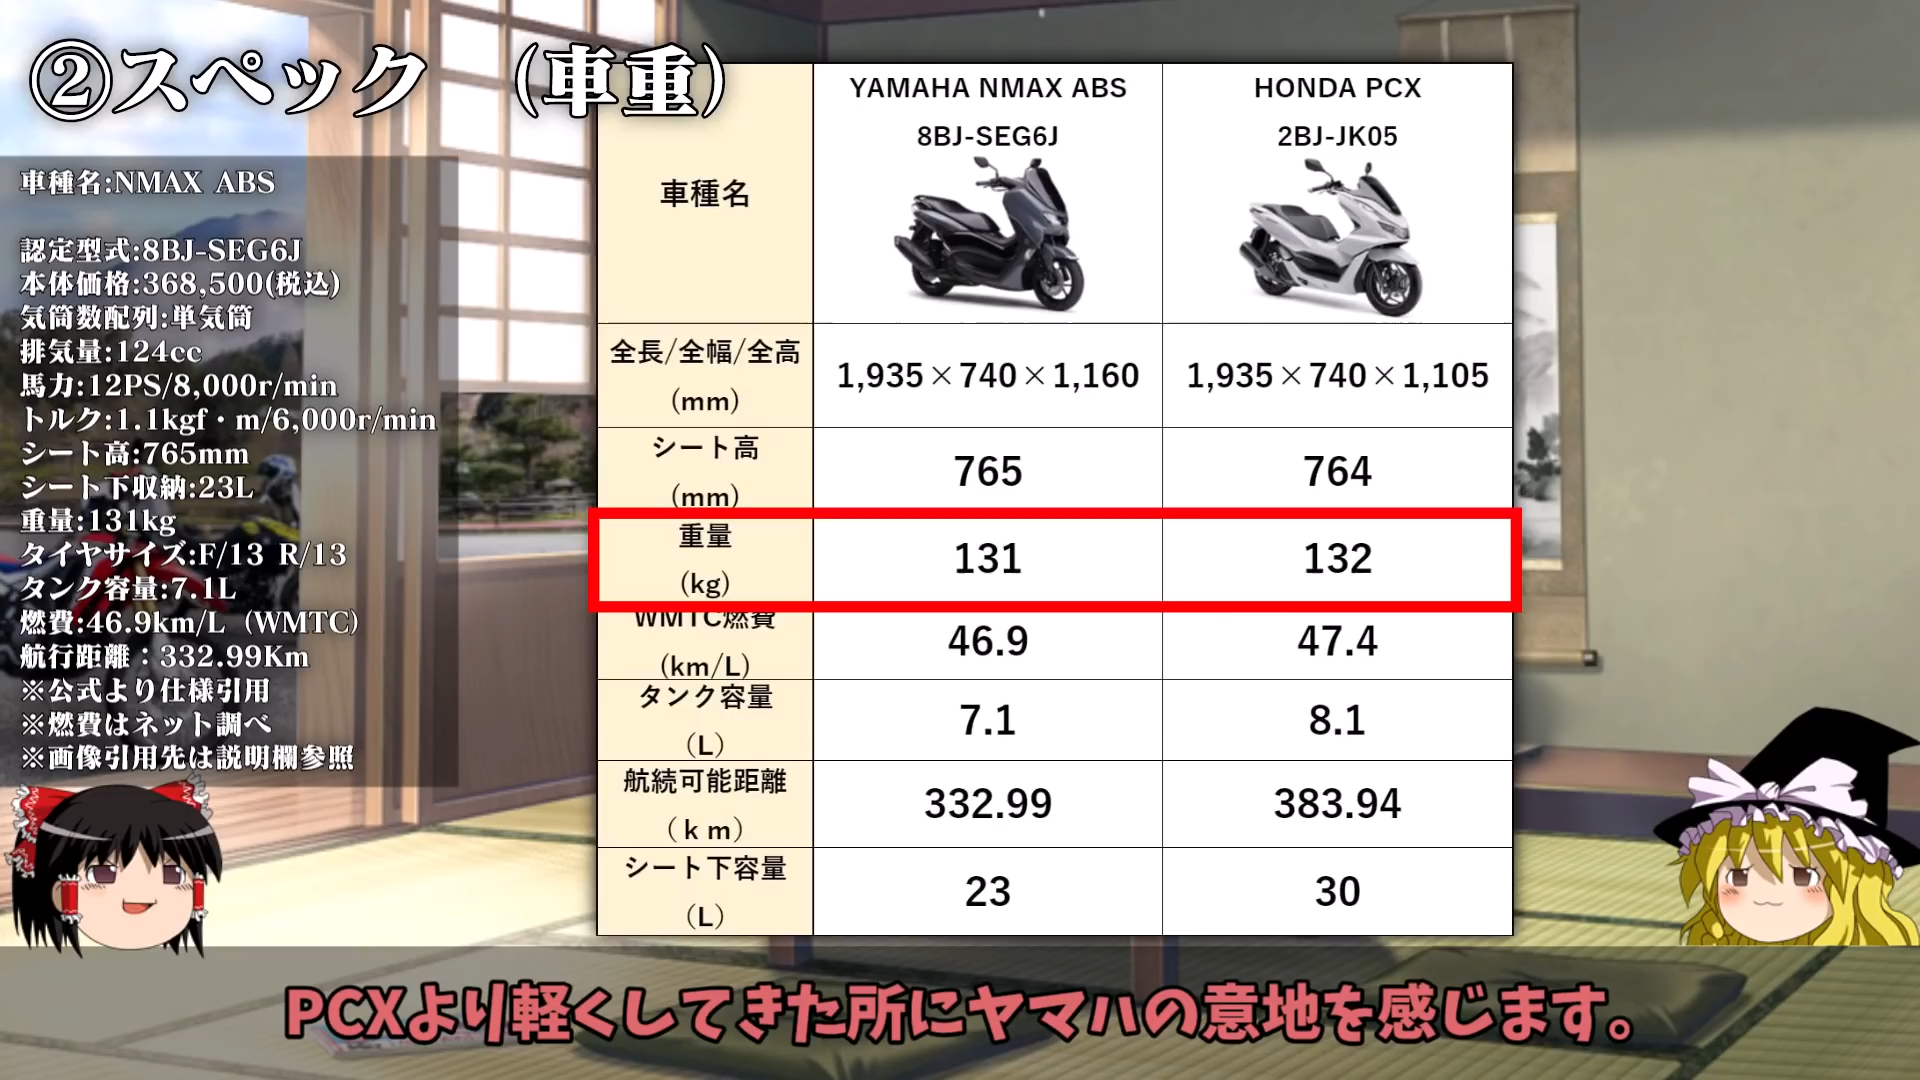 ②スペック （車重）
車種名:NMAX ABS
認定型式:8BJ-SEG6J
本体価格:368,500(税込)
気筒数配列:単気筒
排気量:124cc
馬力:12PS/8,000r/min
トルク:1.1kgf・m/6,000r/min
シート高:765mm
シート下収納:23L
重量:131kg
タイヤサイズ:F/13 R/13
タンク容量:7.1L
燃費:46.9km/L（WMTC）
航行距離：332.99Km
※公式より仕様引用
※燃費はネット調べ
※画像引用先は説明欄参照
車種名
YAMAHA NMAX ABS
8BJ-SEG6J
HONDA PCX
2BJ-JK05
全長/全幅/全高
(mm)
1,935×740×1,160
1,935×740×1,105
シート高
(mm)
765
764
重量
(kg)
131
132
WMTC燃費
(km/L)
46.9
47.4
タンク容量
（L）
7.1
8.1
航続可能距離
（ｋｍ）
332.99
383.94
シート下容量
（L）
23
30
PCXより軽くしてきた所にヤマハの意地を感じます。